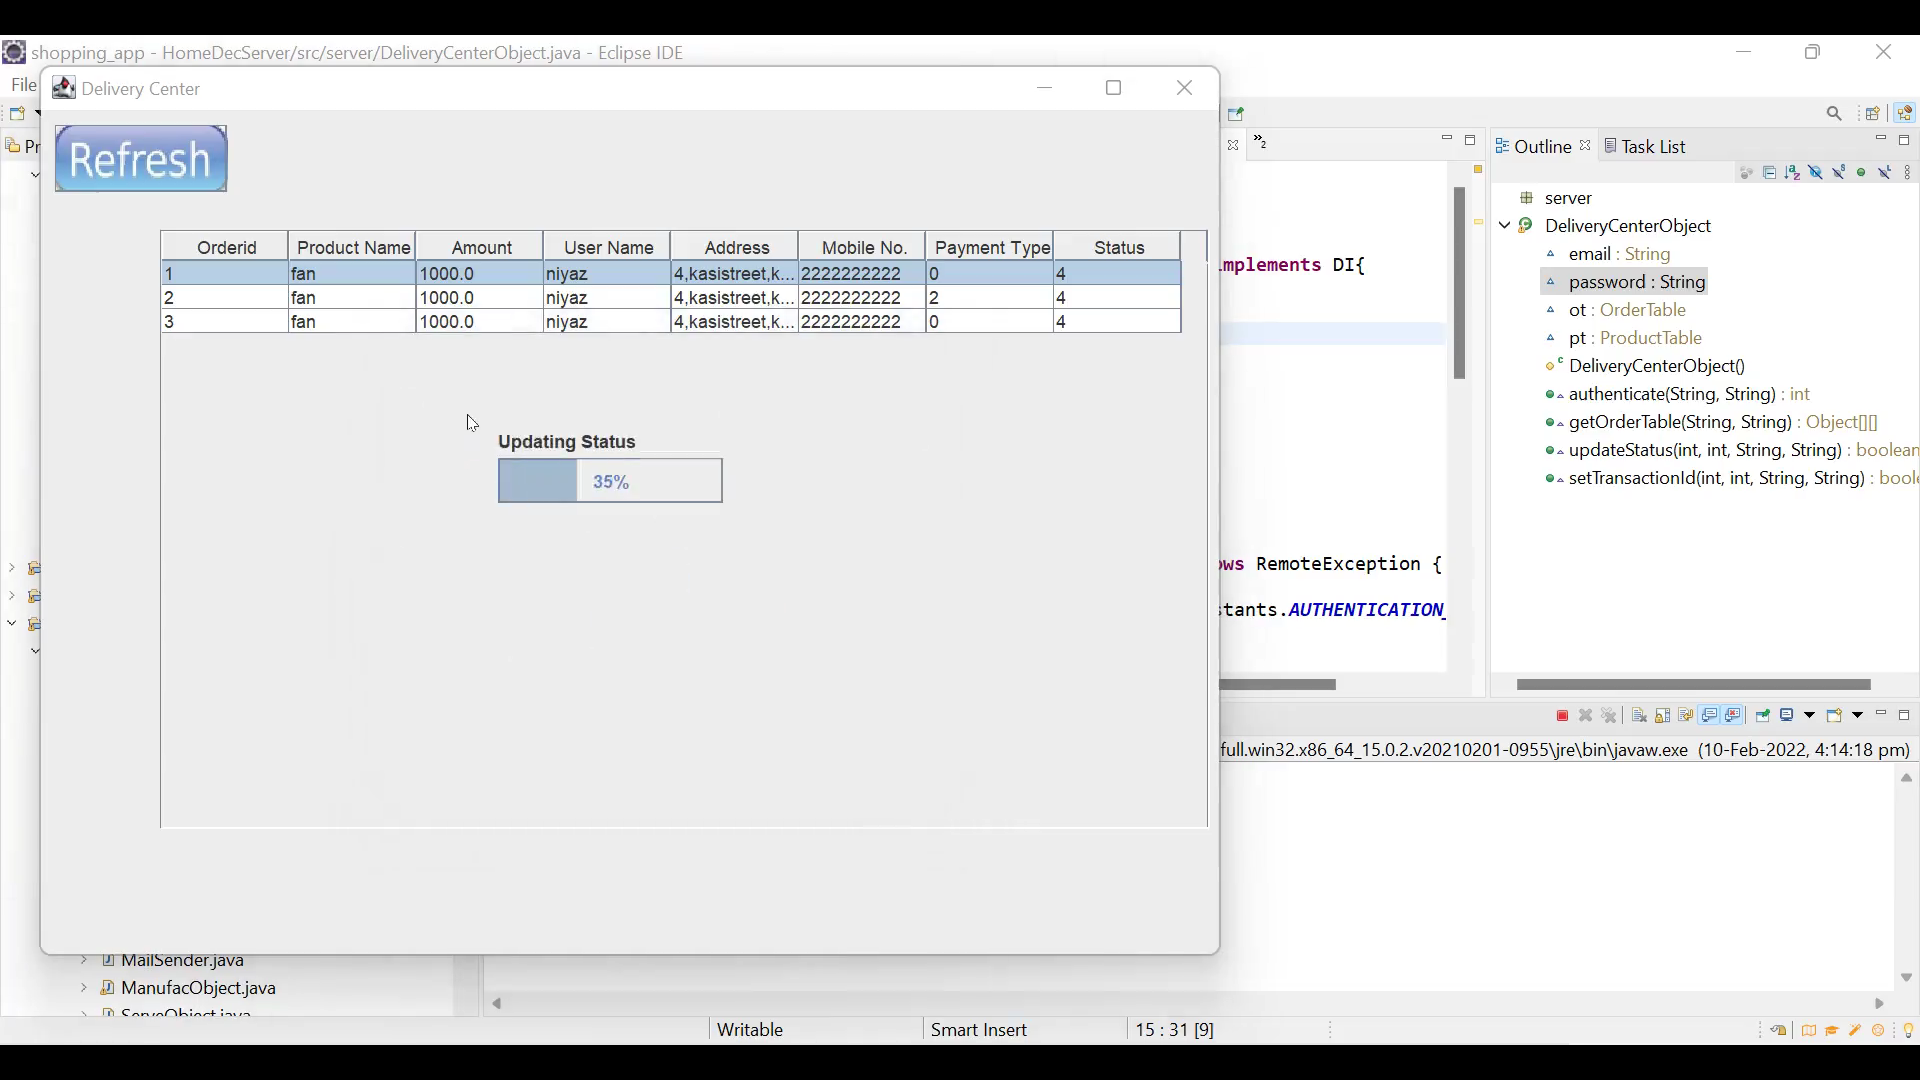 shopping_app - HomeDecServer/src/server/DeliveryCenterObject.java - Eclipse IDE
File
Delivery Center
Refresh
Orderid Product Name Amount User Name Address Mobile No. Payment Type Status
1 fan 1000.0 niyaz 4,kasistreet,k... 2222222222 0 4
2 fan 1000.0 niyaz 4,kasistreet,k... 2222222222 2 4
3 fan 1000.0 niyaz 4,kasistreet,k... 2222222222 0 4
Updating Status
35%
Pr
2
mplements DI{
ows RemoteException {
stants.AUTHENTICATION_
Outline Task List
server
DeliveryCenterObject
email : String
password : String
ot : OrderTable
pt : ProductTable
DeliveryCenterObject()
authenticate(String, String) : int
getOrderTable(String, String) : Object[][]
updateStatus(int, int, String, String) : boolean
setTransactionId(int, int, String, String) : boole
full.win32.x86_64_15.0.2.v20210201-0955\jre\bin\javaw.exe (10-Feb-2022, 4:14:18 pm)
MailSender.java
ManufacObject.java
ServeObject.java
Writable Smart Insert 15 : 31 [9]